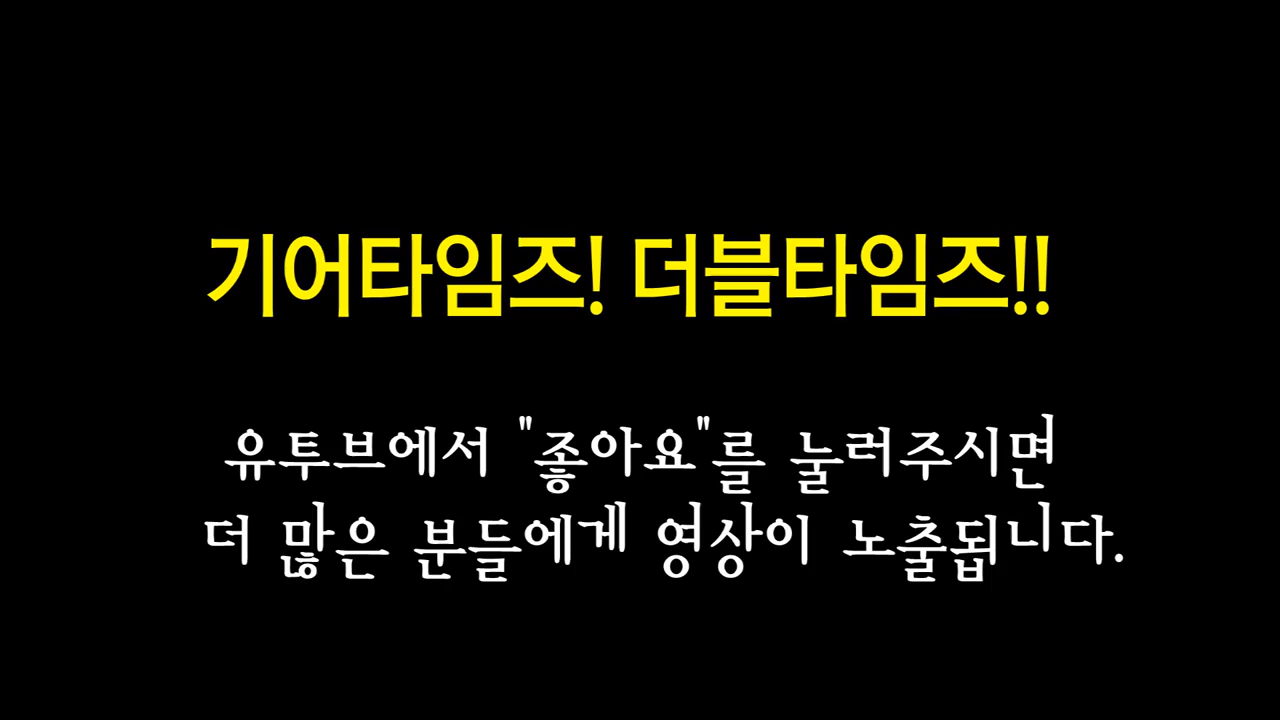 기어타임즈! 더블타임즈!!
유투브에서 "좋아요"를 눌러주시면
더 많은 분들에게 영상이 노출됩니다.